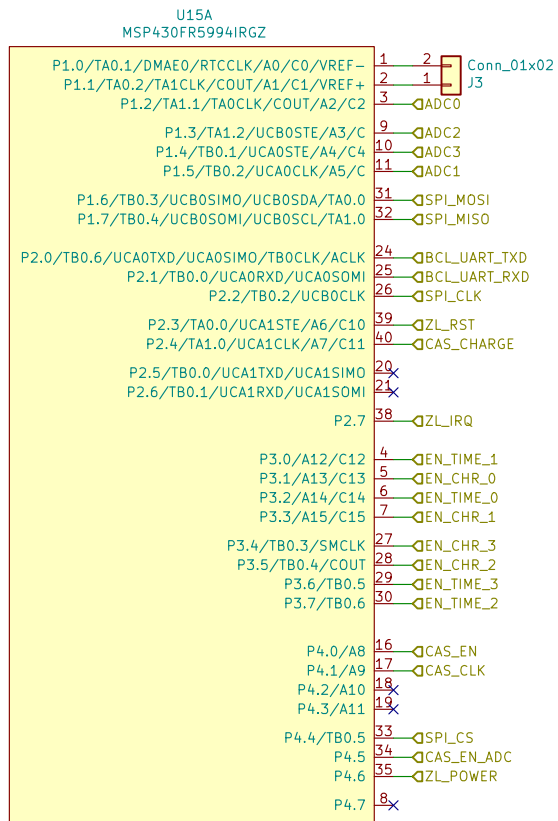 U15A
MSP430FR5994IRGZ
P1.0/TA0.1/DMAE0/RTCCLK/A0/C0/VREF- 1 2 Conn_01x02
P1.1/TA0.2/TA1CLK/COUT/A1/C1/VREF+ 2 1 J3
P1.2/TA1.1/TA0CLK/COUT/A2/C2 3 ADC0
P1.3/TA1.2/UCB0STE/A3/C 9 ADC2
P1.4/TB0.1/UCA0STE/A4/C4 10 ADC3
P1.5/TB0.2/UCA0CLK/A5/C 11 ADC1
P1.6/TB0.3/UCB0SIMO/UCB0SDA/TA0.0 31 SPI_MOSI
P1.7/TB0.4/UCB0SOMI/UCB0SCL/TA1.0 32 SPI_MISO
P2.0/TB0.6/UCA0TXD/UCA0SIMO/TB0CLK/ACLK 24 BCL_UART_TXD
P2.1/TB0.0/UCA0RXD/UCA0SOMI 25 BCL_UART_RXD
P2.2/TB0.2/UCB0CLK 26 SPI_CLK
P2.3/TA0.0/UCA1STE/A6/C10 39 ZL_RST
P2.4/TA1.0/UCA1CLK/A7/C11 40 CAS_CHARGE
P2.5/TB0.0/UCA1TXD/UCA1SIMO 20
P2.6/TB0.1/UCA1RXD/UCA1SOMI 21
P2.7 38 ZL_IRQ
P3.0/A12/C12 4 EN_TIME_1
P3.1/A13/C13 5 EN_CHR_0
P3.2/A14/C14 6 EN_TIME_0
P3.3/A15/C15 7 EN_CHR_1
P3.4/TB0.3/SMCLK 27 EN_CHR_3
P3.5/TB0.4/COUT 28 EN_CHR_2
P3.6/TB0.5 29 EN_TIME_3
P3.7/TB0.6 30 EN_TIME_2
P4.0/A8 16 CAS_EN
P4.1/A9 17 CAS_CLK
P4.2/A10 18
P4.3/A11 19
P4.4/TB0.5 33 SPI_CS
P4.5 34 CAS_EN_ADC
P4.6 35 ZL_POWER
P4.7 8